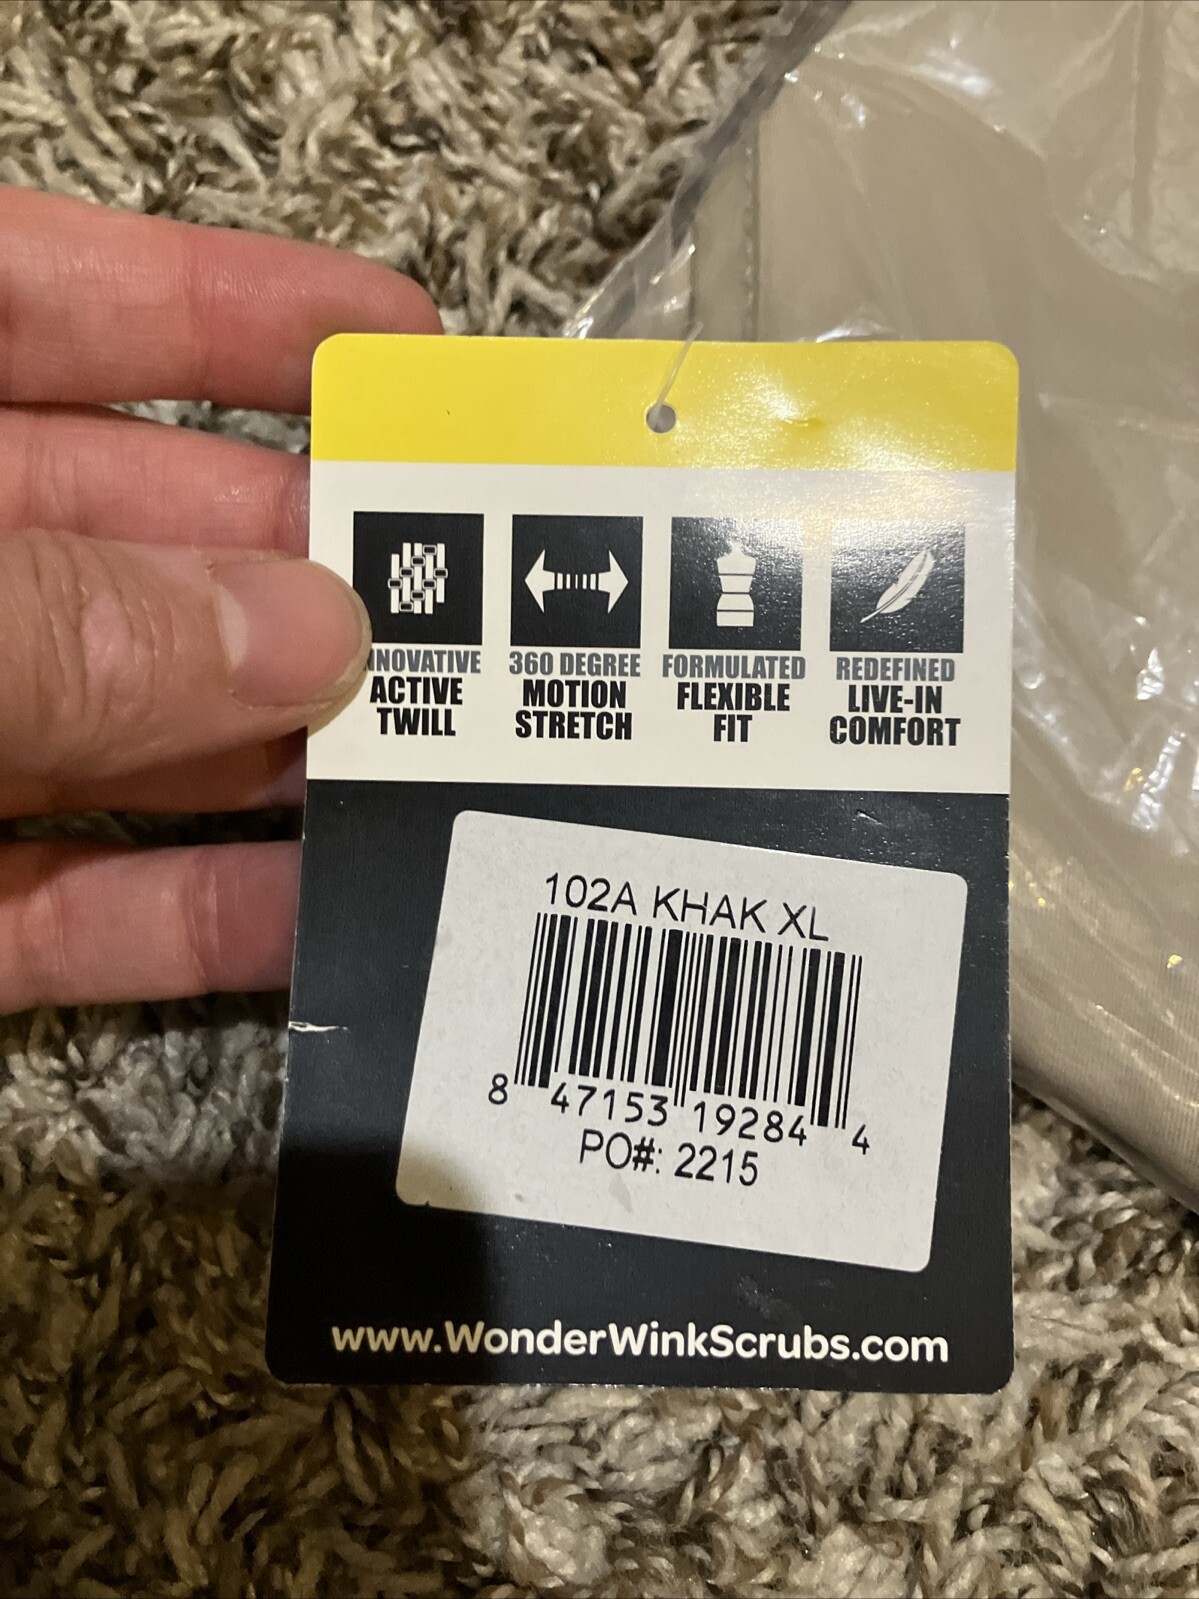 NNOVATIVE
ACTIVE
TWILL
360 DEGREE
MOTION
STRETCH
FORMULATED
FLEXIBLE
FIT
REDEFINED
LIVE-IN
COMFORT
102A KHAK XL
8 47153 19284 4
PO#: 2215
www.WonderWinkScrubs.com